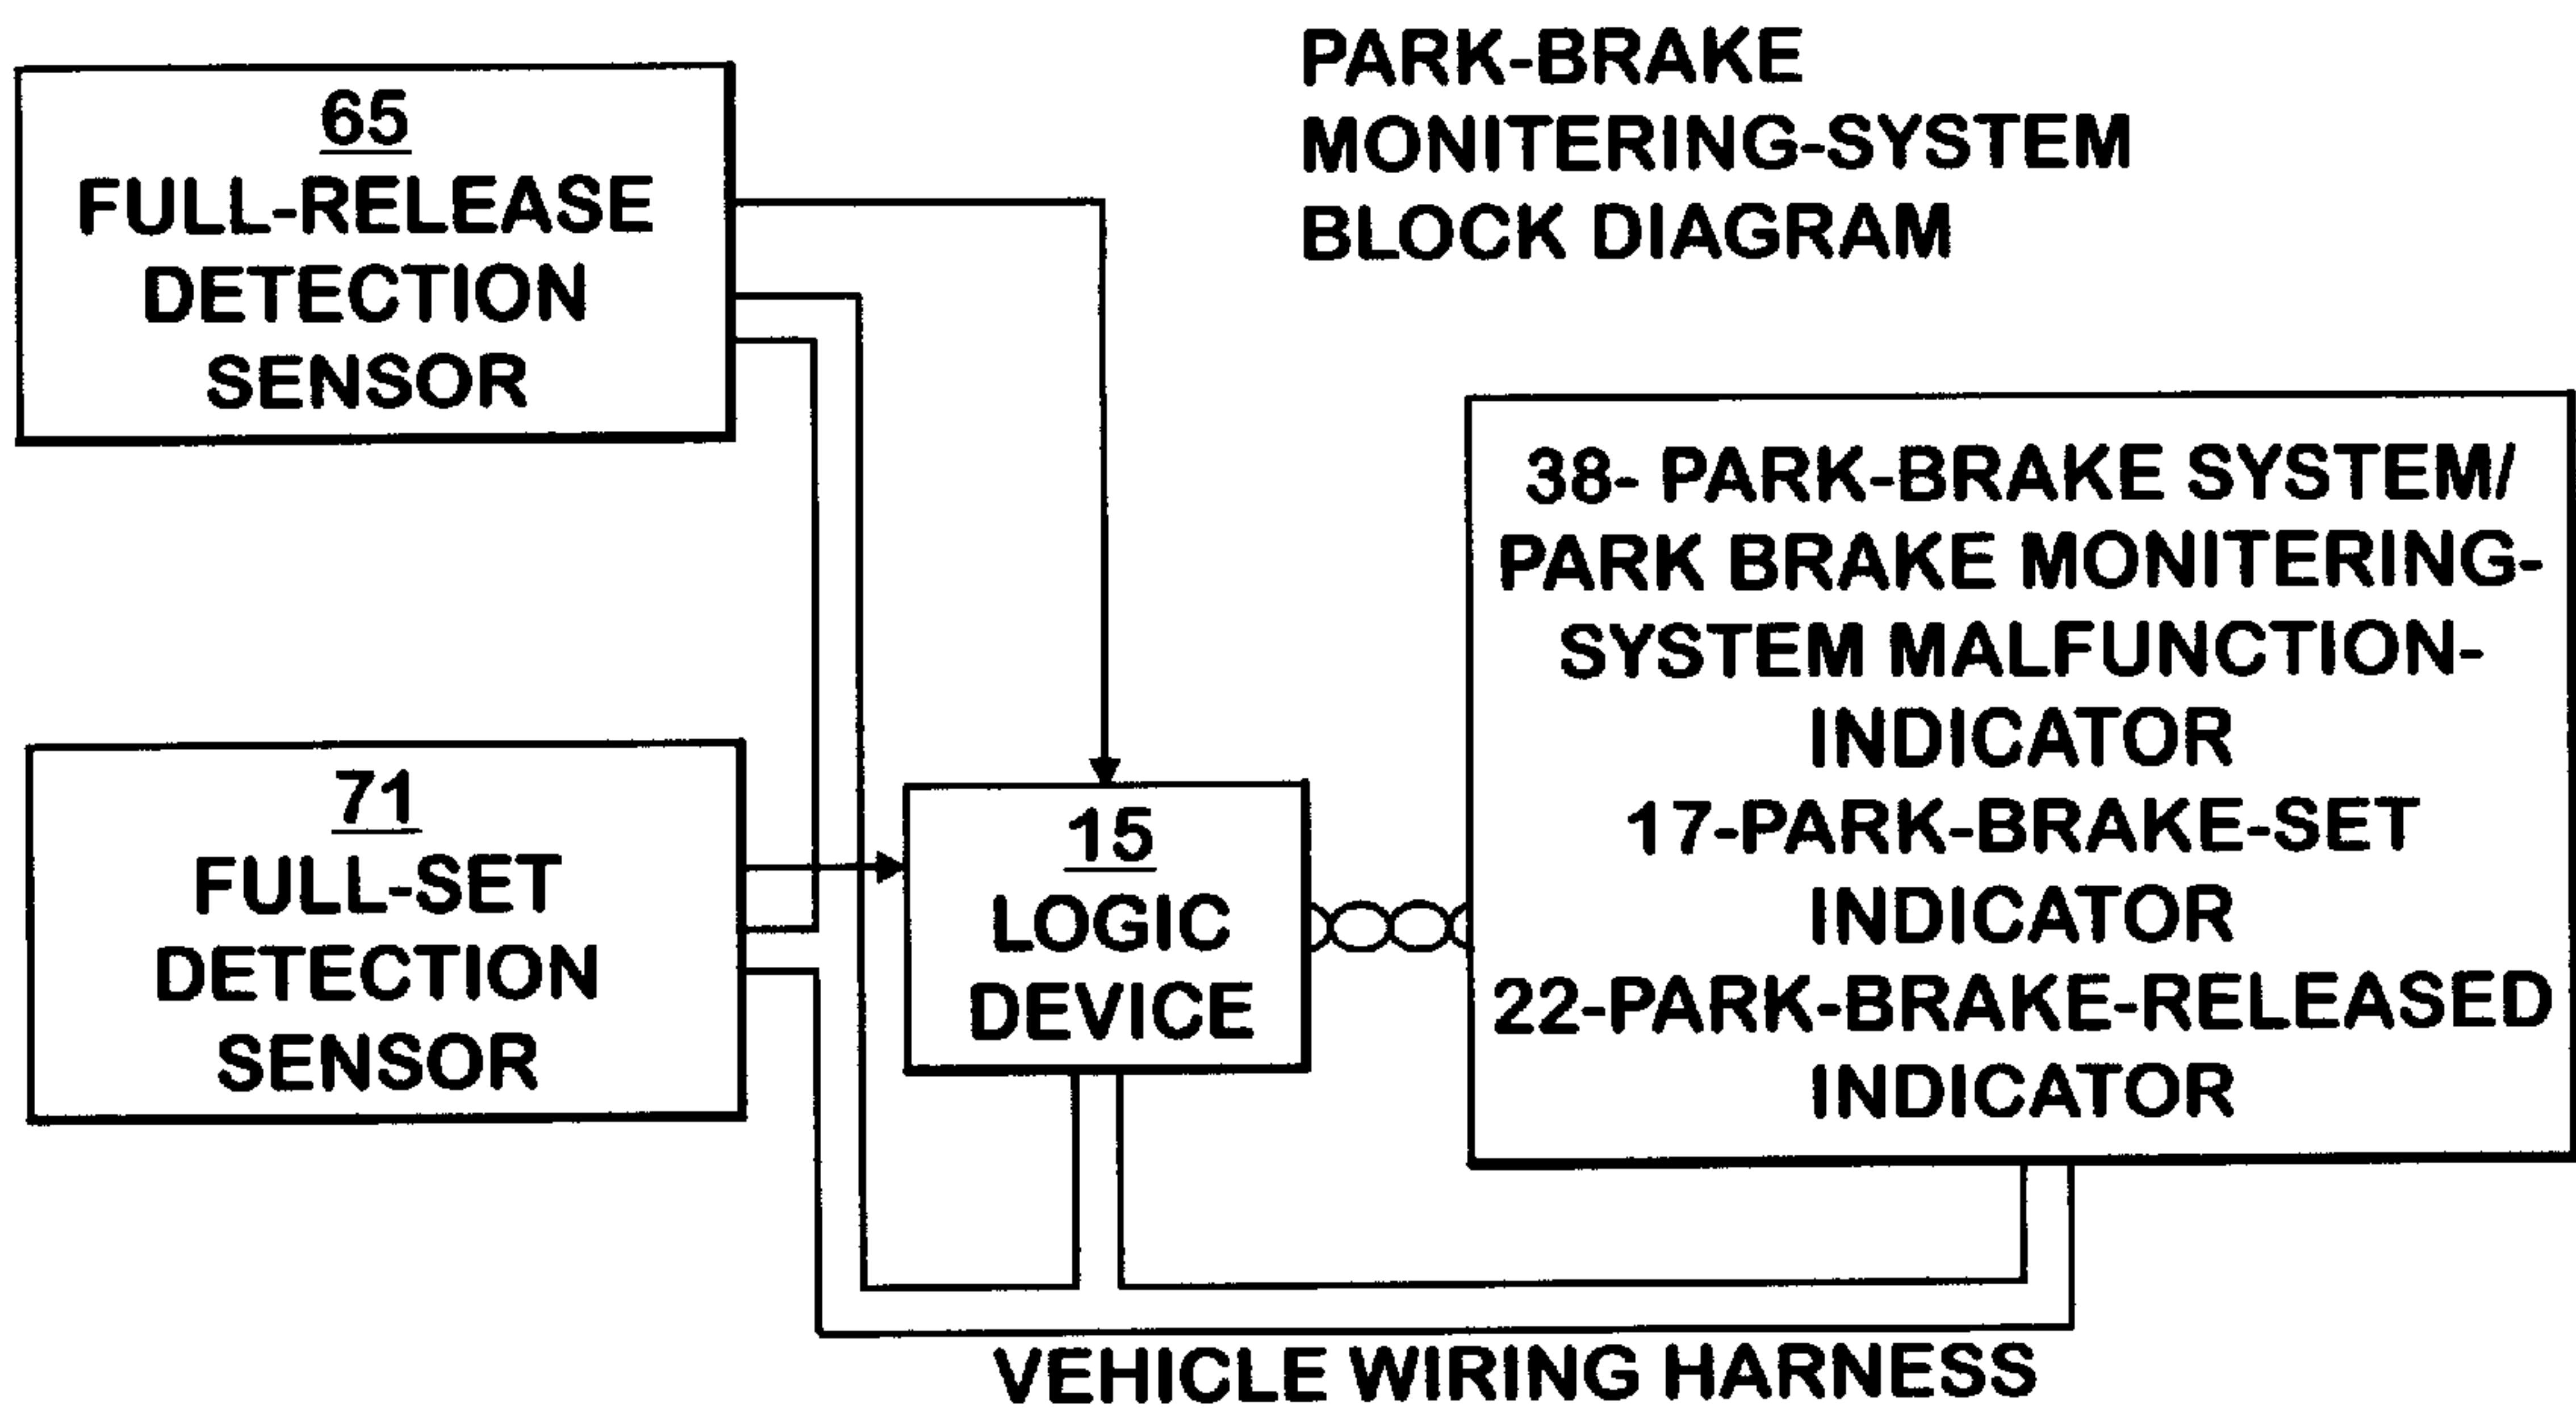 PARK-BRAKE
MONITERING-SYSTEM
BLOCK DIAGRAM
65
FULL-RELEASE
DETECTION
SENSOR
71
FULL-SET
DETECTION
SENSOR
15
LOGIC
DEVICE
38- PARK-BRAKE SYSTEM/
PARK BRAKE MONITERING-
SYSTEM MALFUNCTION-
INDICATOR
17-PARK-BRAKE-SET
INDICATOR
22-PARK-BRAKE-RELEASED
INDICATOR
VEHICLE WIRING HARNESS